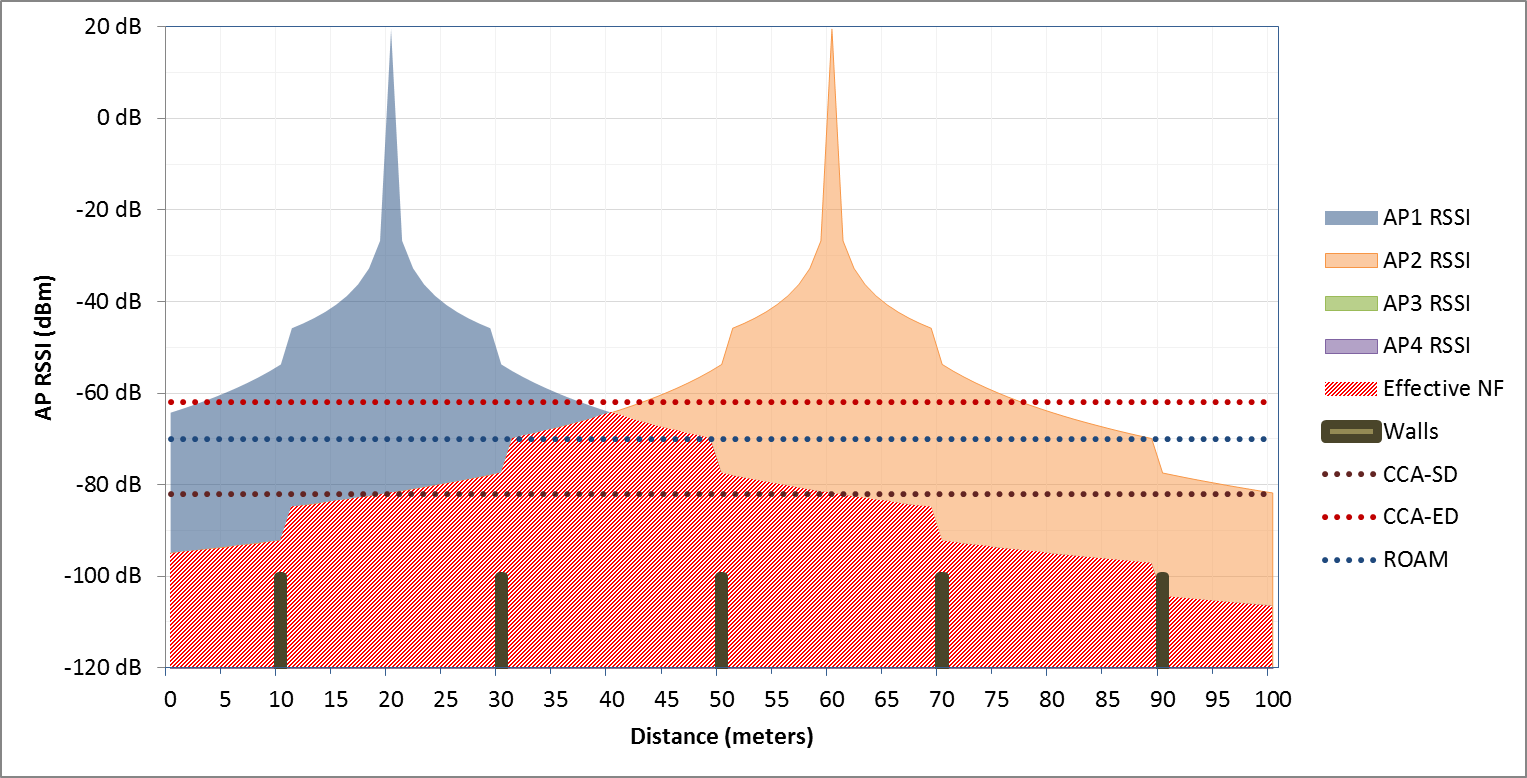 20 dB
0 dB
-20 dB
-40 dB
-60 dB
-80 dB
-100 dB
-120 dB
AP RSSI (dBm)
0 5 10 15 20 25 30 35 40 45 50 55 60 65 70 75 80 85 90 95 100
Distance (meters)
AP1 RSSI
AP2 RSSI
AP3 RSSI
AP4 RSSI
Effective NF
Walls
CCA-SD
CCA-ED
ROAM